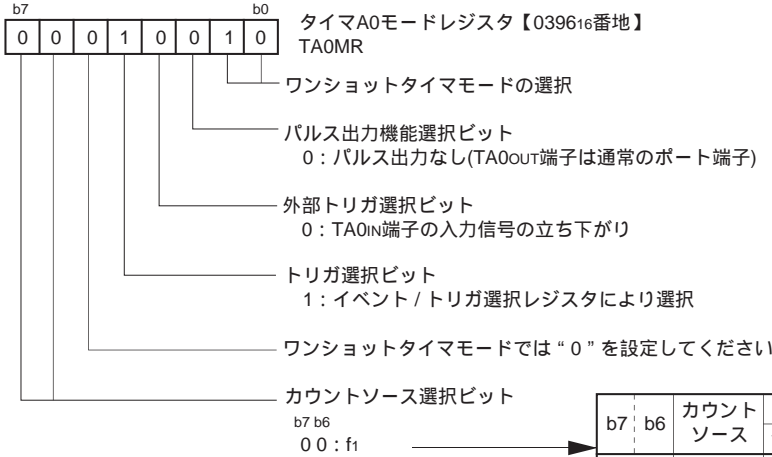 b7 b0
0 0 0 1 0 0 1 0
タイマA0モードレジスタ【039616番地】
TA0MR
ワンショットタイマモードの選択
パルス出力機能選択ビット
0:パルス出力なし(TA0OUT端子は通常のポート端子)
外部トリガ選択ビット
0:TA0IN端子の入力信号の立ち下がり
トリガ選択ビット
1:イベント / トリガ選択レジスタにより選択
ワンショットタイマモードでは“0”を設定してください
カウントソース選択ビット
b7 b6
0 0 : f1
b7 b6 カウント
ソース